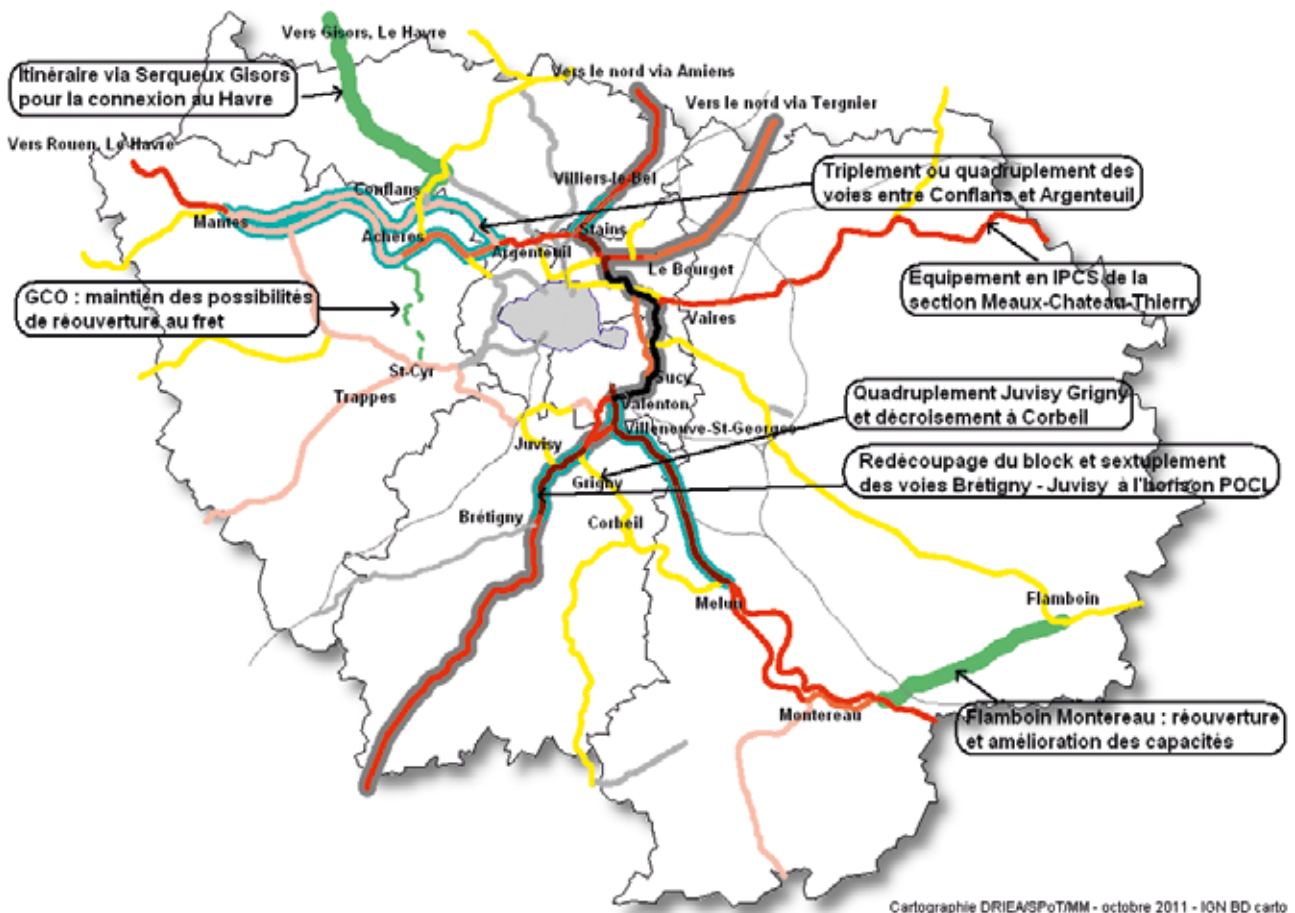 Vers Gisors, Le Havre
Itinéraire via Serqueux Gisors
pour la connexion au Havre
Vers le nord via Amiens
Vers le nord via Tergnier
Vers Rouen, Le Havre
Triplement ou quadruplement des
voies entre Conflans et Argenteuil
Villiers-le-Bel
Conflans
Mantes
Achères
Stains
Argenteuil
Le Bourget
Equipement en IPCS de la
section Meaux-Chateau-Thierry
GCO : maintien des possibilités
de réouverture au fret
Vaires
St-Cyr
Sucy
Trappes
Valenton
Quadruplement Juvisy Grigny
et décroisement à Corbeil
Villeneuve-St-Georges
Juvisy
Redécoupage du block et sextuplement
des voies Brétigny - Juvisy à l'horison POCL
Grigny
Brétigny
Corbeil
Melun
Flamboin
Montereau
Flamboin Montereau : réouverture
et amélioration des capacités
Cartographie DRIEA/SPoT/MM - octobre 2011 - IGN BD carto